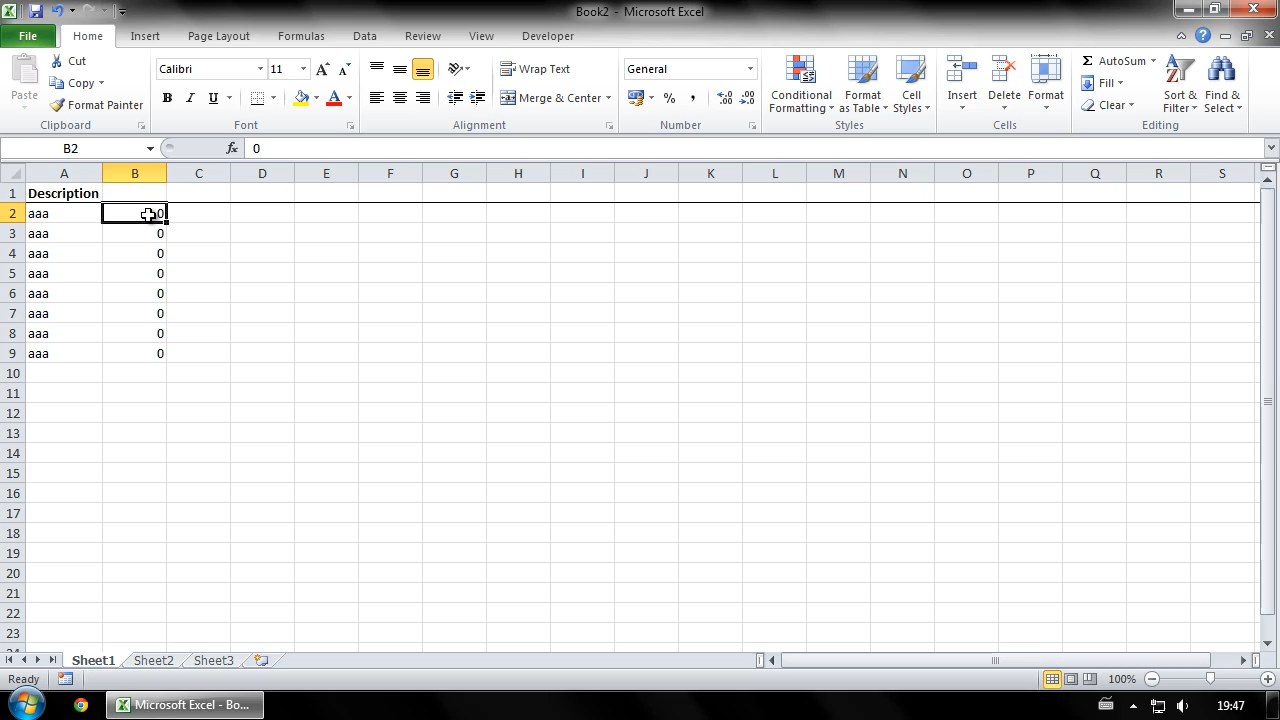 Book2 - Microsoft Excel
File Home Insert Page Layout Formulas Data Review View Developer
Paste
Cut
Copy
Format Painter
Clipboard
Calibri 11
B I U
Font
Wrap Text
Merge & Center
Alignment
General
% ,
Number
Conditional Formatting
Format as Table
Cell Styles
Styles
Insert
Delete
Format
Cells
Σ AutoSum
Fill
Clear
Sort & Filter
Find & Select
Editing
B2 fx 0
A B C D E F G H I J K L M N O P Q R S
1 Description
2 aaa 0
3 aaa 0
4 aaa 0
5 aaa 0
6 aaa 0
7 aaa 0
8 aaa 0
9 aaa 0
10
11
12
13
14
15
16
17
18
19
20
21
22
23
Sheet1 Sheet2 Sheet3
Ready 100%
Microsoft Excel - Bo... 19:47